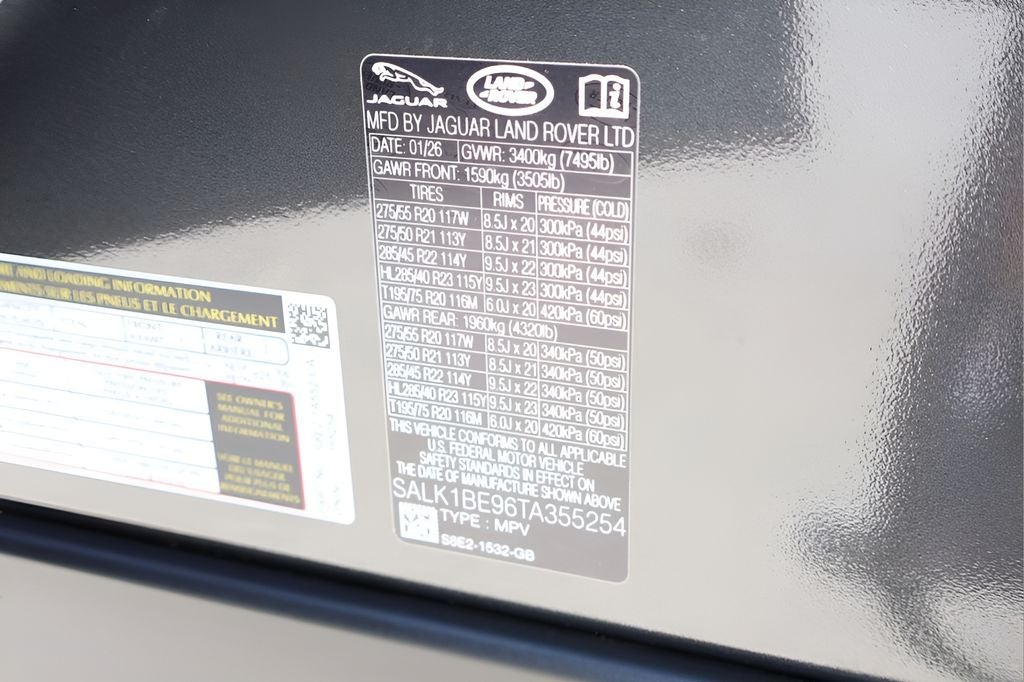 JAGUAR
LAND-
ROVER
MFD BY JAGUAR LAND ROVER LTD
DATE: 01/26 GVWR: 3400kg (7495lb)
GAWR FRONT: 1590kg (3505lb)
TIRES RIMS PRESSURE (COLD)
275/55 R20 117W 8.5J x 20 300kPa (44psi)
275/50 R21 113Y 8.5J x 21 300kPa (44psi)
285/45 R22 114Y 9.5J x 22 300kPa (44psi)
HL285/40 R23 115Y 9.5J x 23 300kPa (44psi)
T195/75 R20 116M 6.0J x 20 420kPa (60psi)
GAWR REAR: 1960kg (4320lb)
275/55 R20 117W 8.5J x 20 340kPa (50psi)
275/50 R21 113Y 8.5J x 21 340kPa (50psi)
285/45 R22 114Y 9.5J x 22 340kPa (50psi)
HL285/40 R23 115Y 9.5J x 23 340kPa (50psi)
T195/75 R20 116M 6.0J x 20 420kPa (60psi)
THIS VEHICLE CONFORMS TO ALL APPLICABLE
U.S. FEDERAL MOTOR VEHICLE
SAFETY STANDARDS IN EFFECT ON
THE DATE OF MANUFACTURE SHOWN ABOVE
SALK1BE96TA355254
TYPE : MPV
S8E2-1532-GB
AND LOADING INFORMATION
SUR LES PNEUS ET LE CHARGEMENT
SEE OWNER'S
MANUAL FOR
ADDITIONAL
INFORMATION